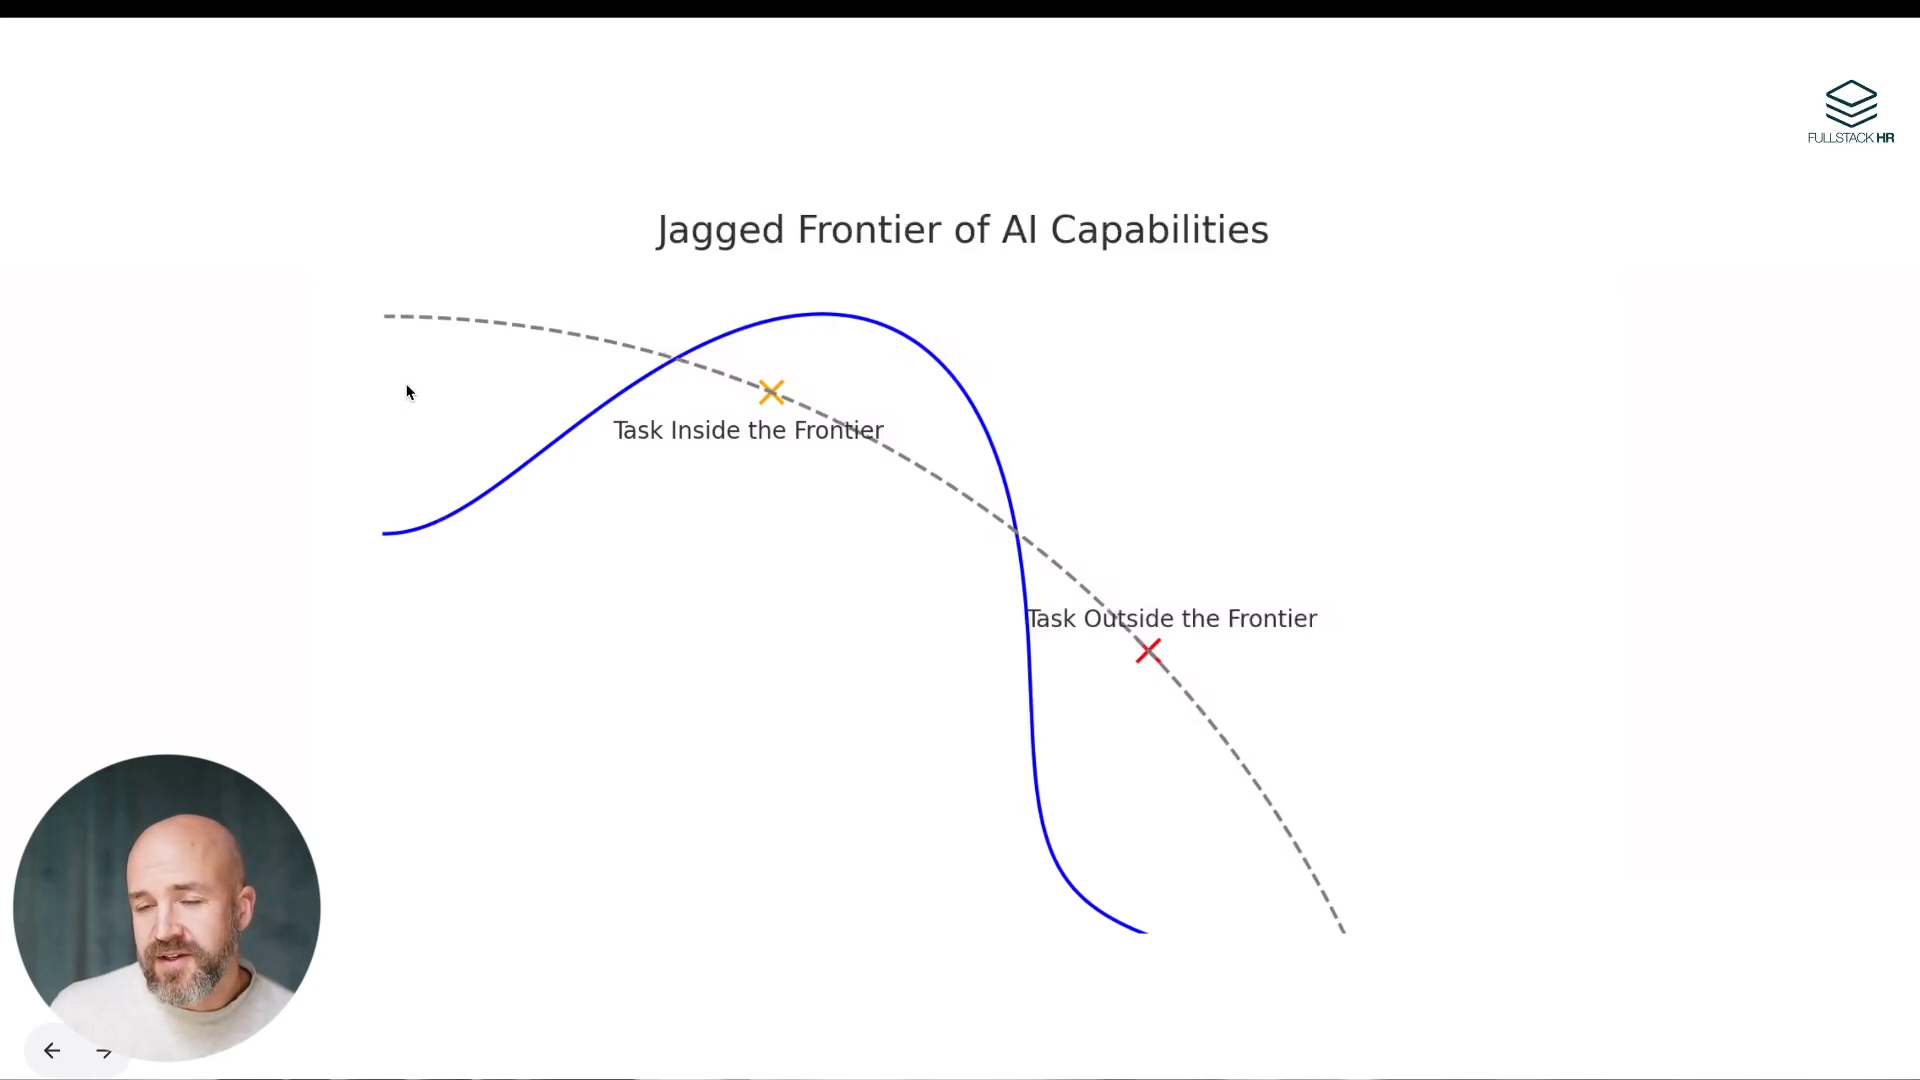 FULLSTACK HR
Jagged Frontier of AI Capabilities
Task Inside the Frontier
Task Outside the Frontier